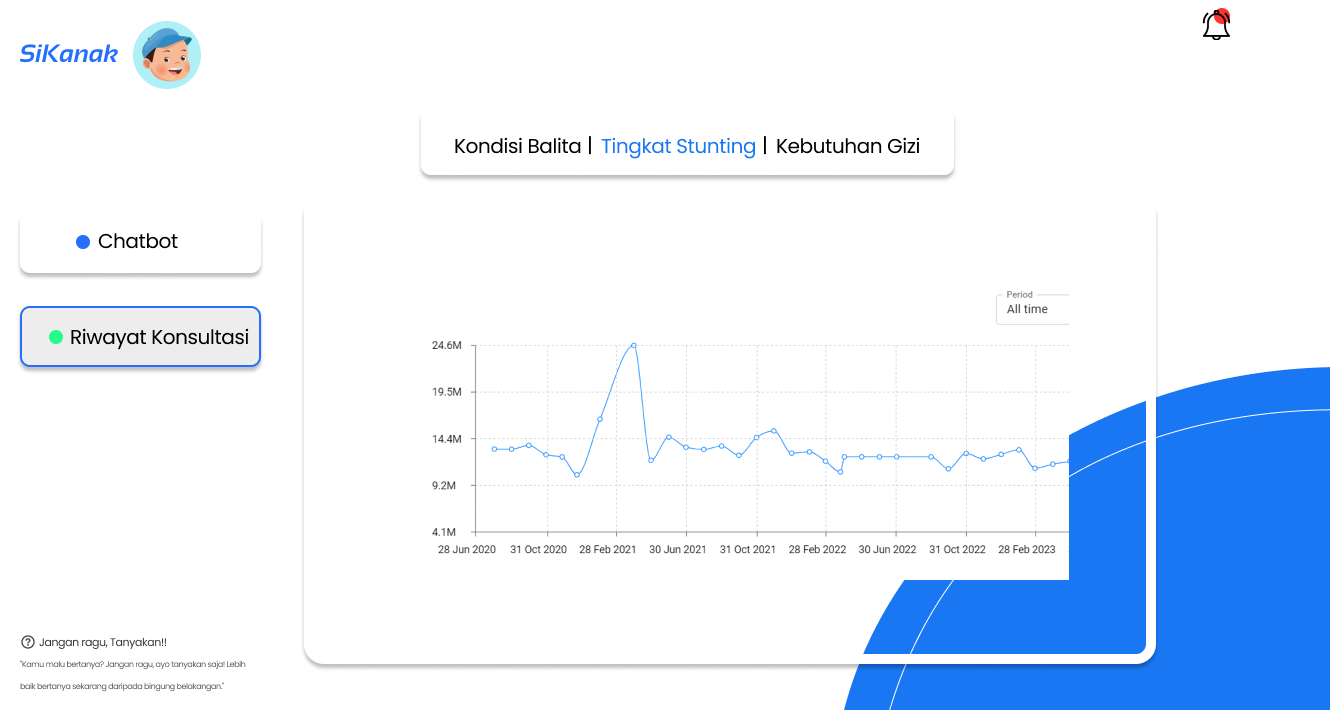 SiKanak
Kondisi Balita | Tingkat Stunting | Kebutuhan Gizi
Chatbot
Riwayat Konsultasi
Period
All time
24.6M
19.5M
14.4M
9.2M
4.1M
28 Jun 2020 31 Oct 2020 28 Feb 2021 30 Jun 2021 31 Oct 2021 28 Feb 2022 30 Jun 2022 31 Oct 2022 28 Feb 2023
Jangan ragu, Tanyakan!!
"Kamu malu bertanya? Jangan ragu, ayo tanyakan saja! Lebih
baik bertanya sekarang daripada bingung belakangan."